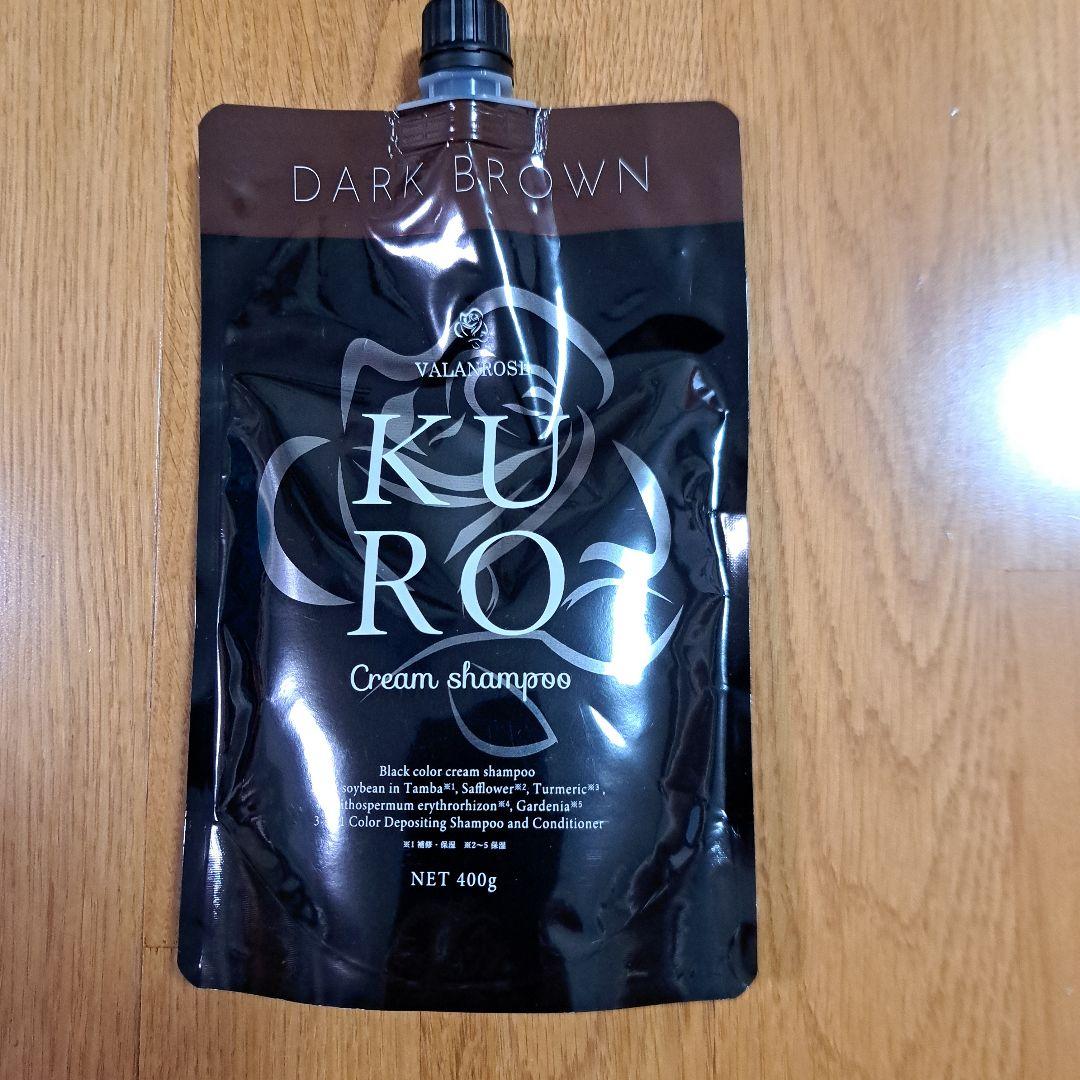 DARK BROWN
VALANROSE
KU
RO
Cream shampoo
Black color cream shampoo
soybean in Tamba※1, Safflower※2, Turmeric※3,
ithospermum erythrorhizon※4, Gardenia※5
3 1 Color Depositing Shampoo and Conditioner
※1 補修・保湿 ※2～5 保湿
NET 400g